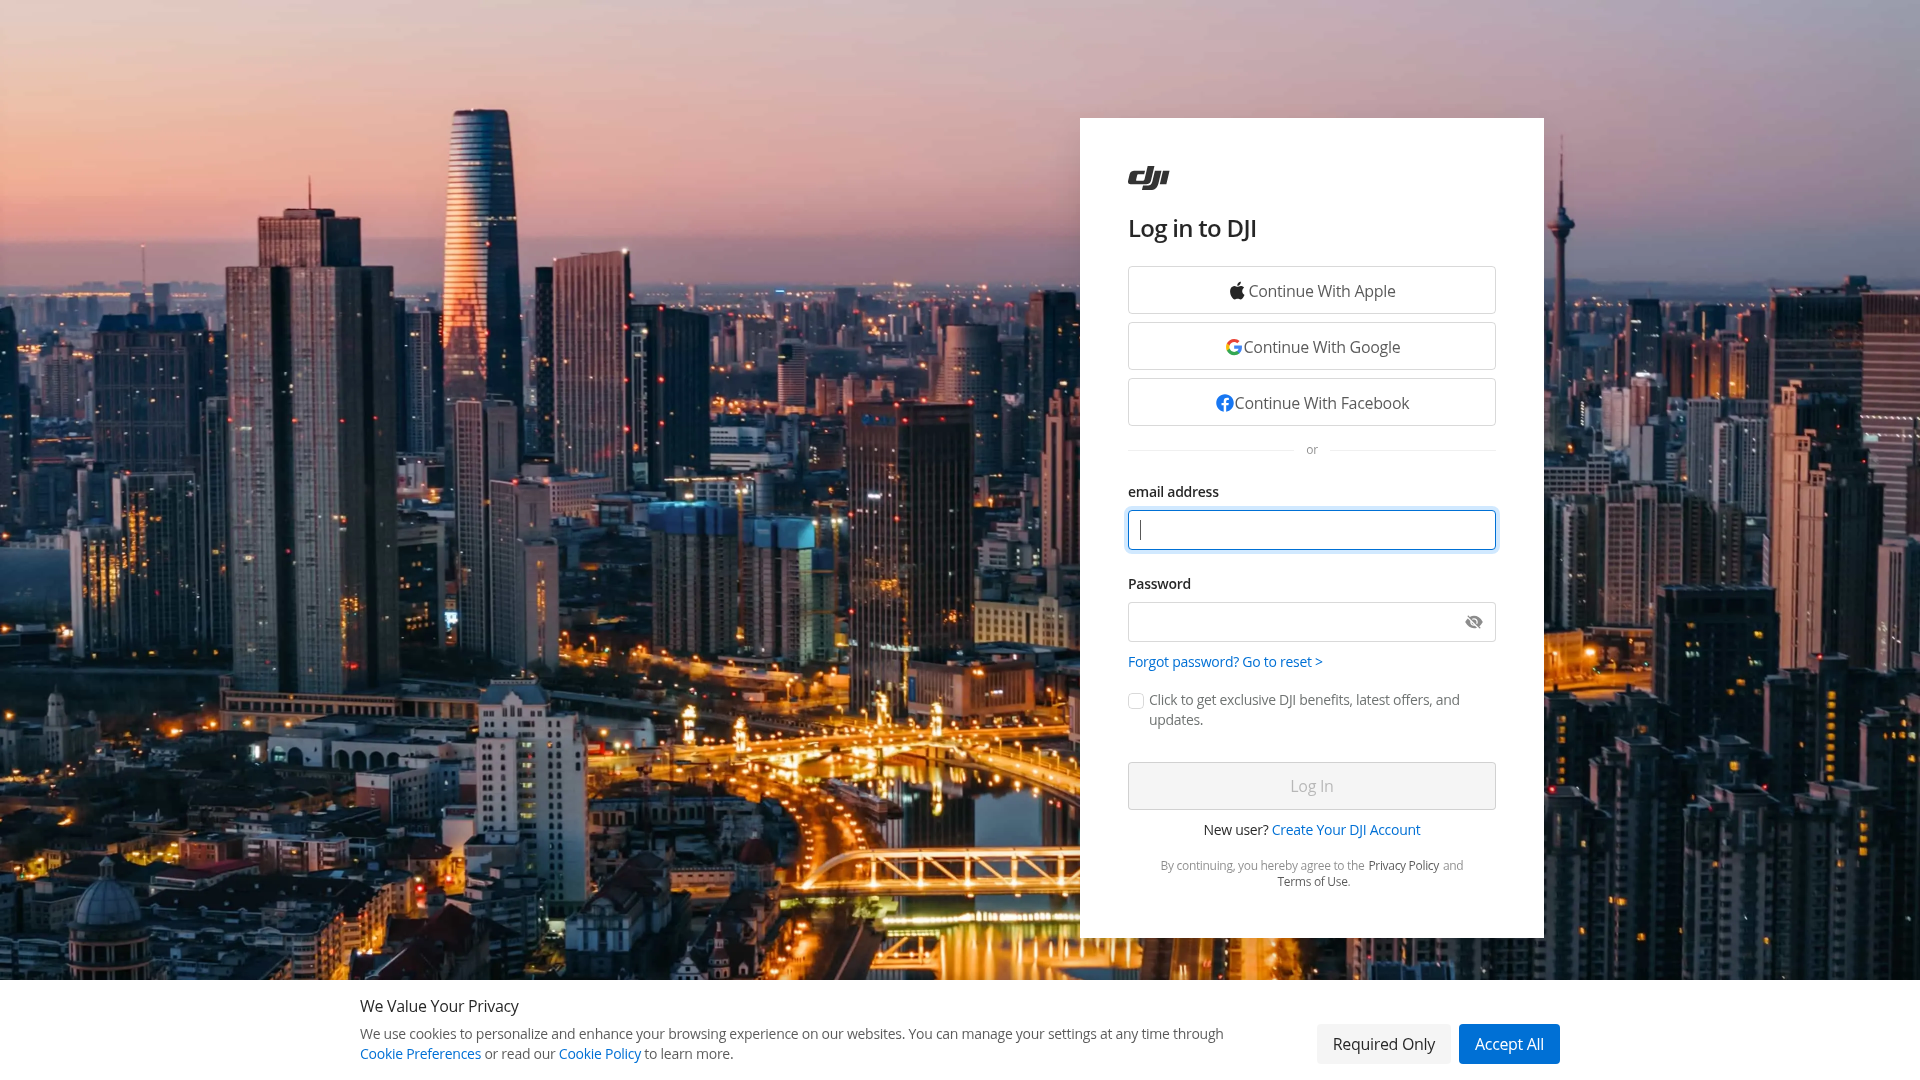 dji
Log in to DJI
Continue With Apple
Continue With Google
Continue With Facebook
or
email address
Password
Forgot password? Go to reset >
Click to get exclusive DJI benefits, latest offers, and
updates.
Log In
New user? Create Your DJI Account
By continuing, you hereby agree to the Privacy Policy and
Terms of Use.
We Value Your Privacy
We use cookies to personalize and enhance your browsing experience on our websites. You can manage your settings at any time through
Cookie Preferences or read our Cookie Policy to learn more.
Required Only
Accept All